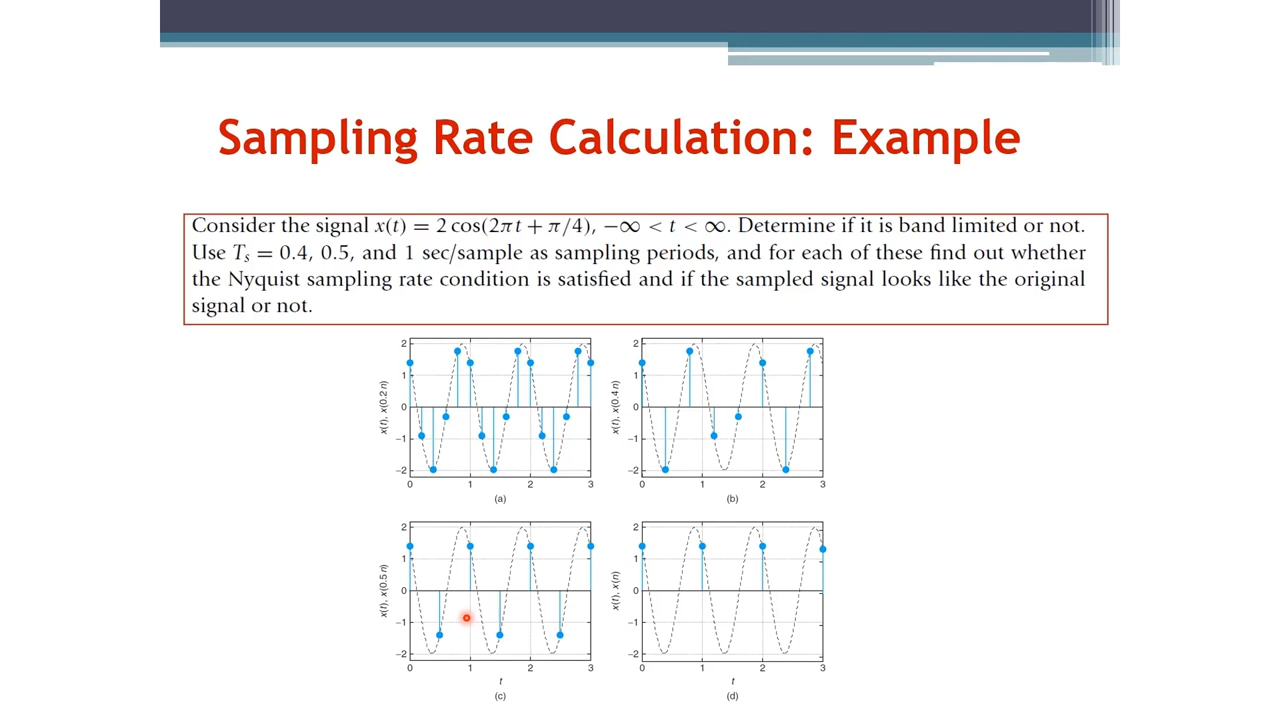 Sampling Rate Calculation: Example
Consider the signal x(t) = 2 cos(2πt + π/4), −∞ < t < ∞. Determine if it is band limited or not.
Use Tₛ = 0.4, 0.5, and 1 sec/sample as sampling periods, and for each of these find out whether
the Nyquist sampling rate condition is satisfied and if the sampled signal looks like the original
signal or not.
x(t), x(0.2 n)
2
1
0
−1
−2
0 1 2 3
(a)
x(t), x(0.4 n)
2
1
0
−1
−2
0 1 2 3
(b)
x(t), x(0.5 n)
2
1
0
−1
−2
0 1 2 3
t
(c)
x(t), x(n)
2
1
0
−1
−2
0 1 2 3
t
(d)